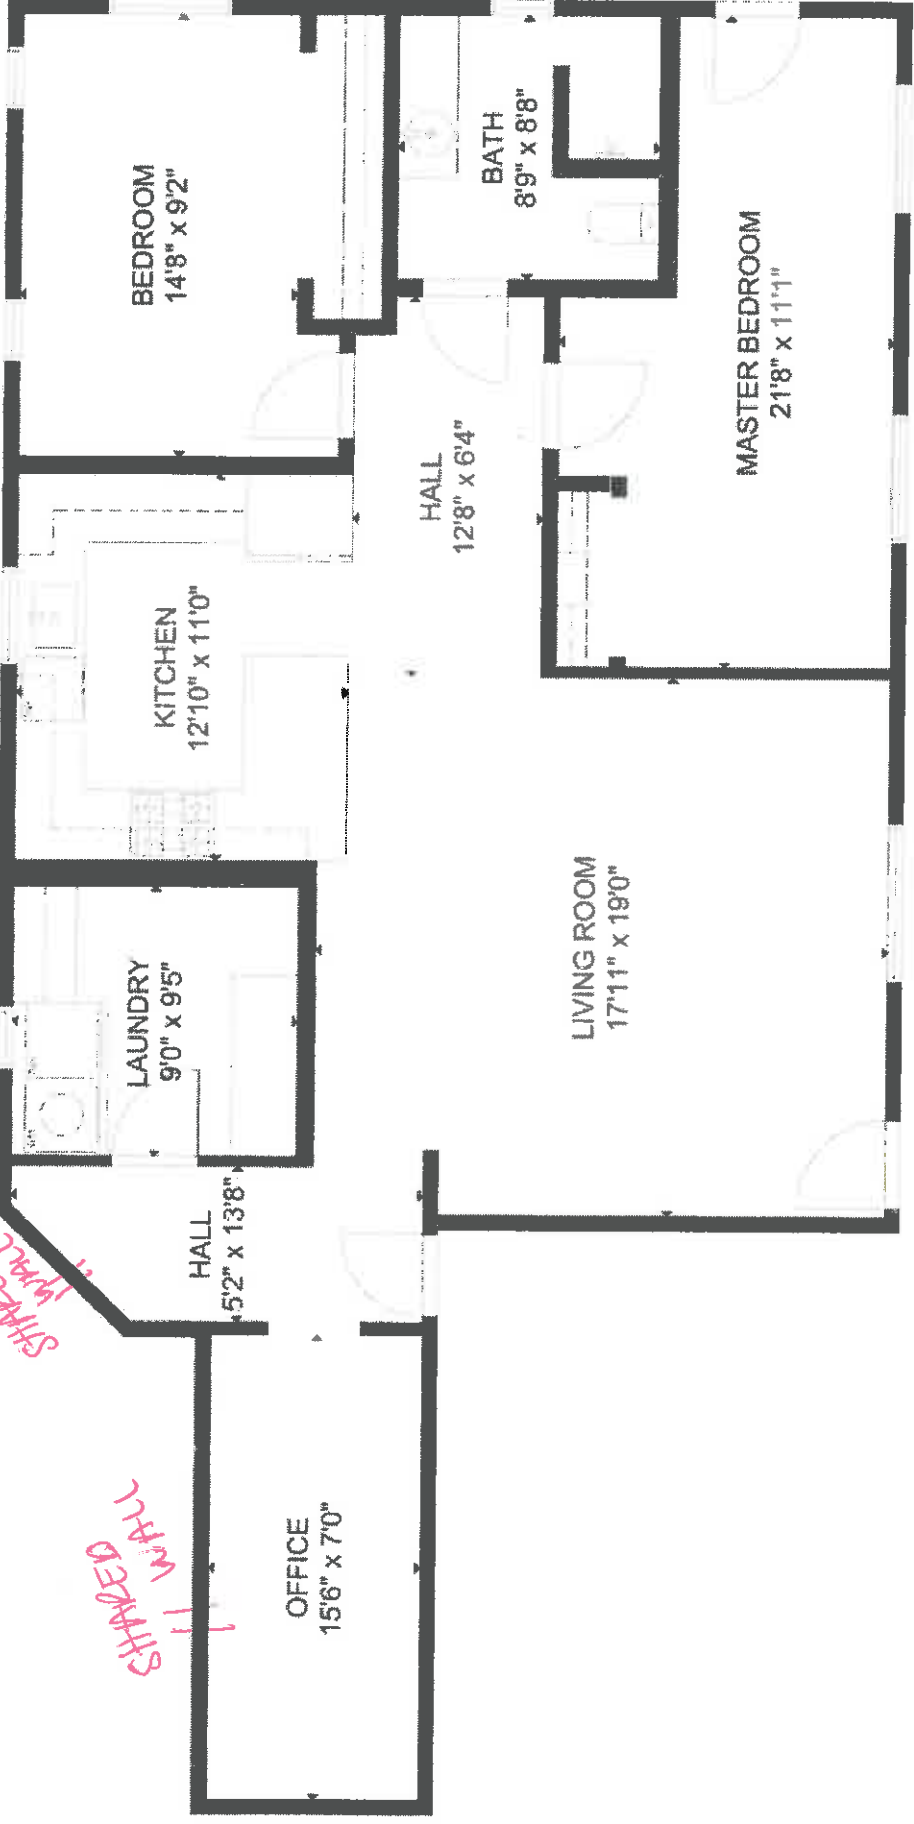 BEDROOM
14'8" x 9'2"
BATH
8'9" x 8'8"
MASTER BEDROOM
21'8" x 11'1"
HALL
12'8" x 6'4"
KITCHEN
12'10" x 11'0"
LAUNDRY
9'0" x 9'5"
LIVING ROOM
17'11" x 19'0"
HALL
5'2" x 13'8"
SHARED
WALL
OFFICE
15'6" x 7'0"
SHARED
WALL